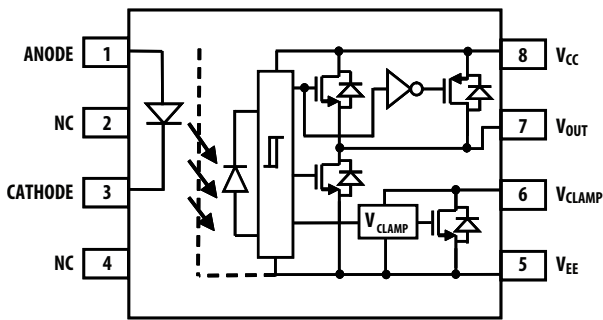 ANODE 1
NC 2
CATHODE 3
NC 4
8 VCC
7 VOUT
6 VCLAMP
5 VEE
VCLAMP